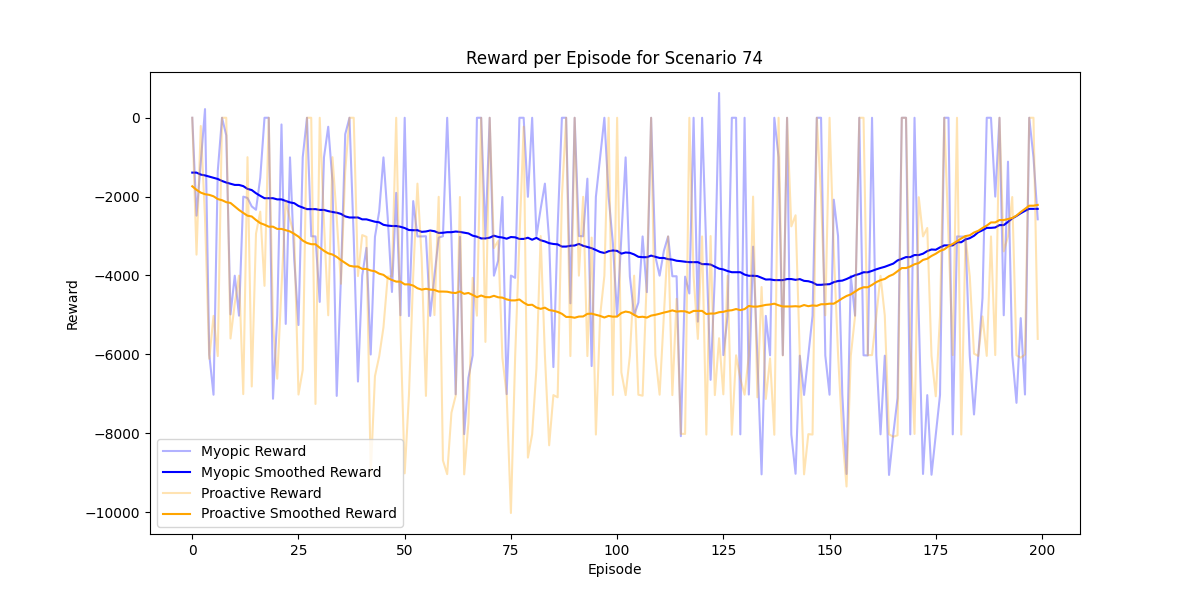 Reward per Episode for Scenario 74
Reward
0
−2000
−4000
−6000
−8000
−10000
Myopic Reward
Myopic Smoothed Reward
Proactive Reward
Proactive Smoothed Reward
0 25 50 75 100 125 150 175 200
Episode